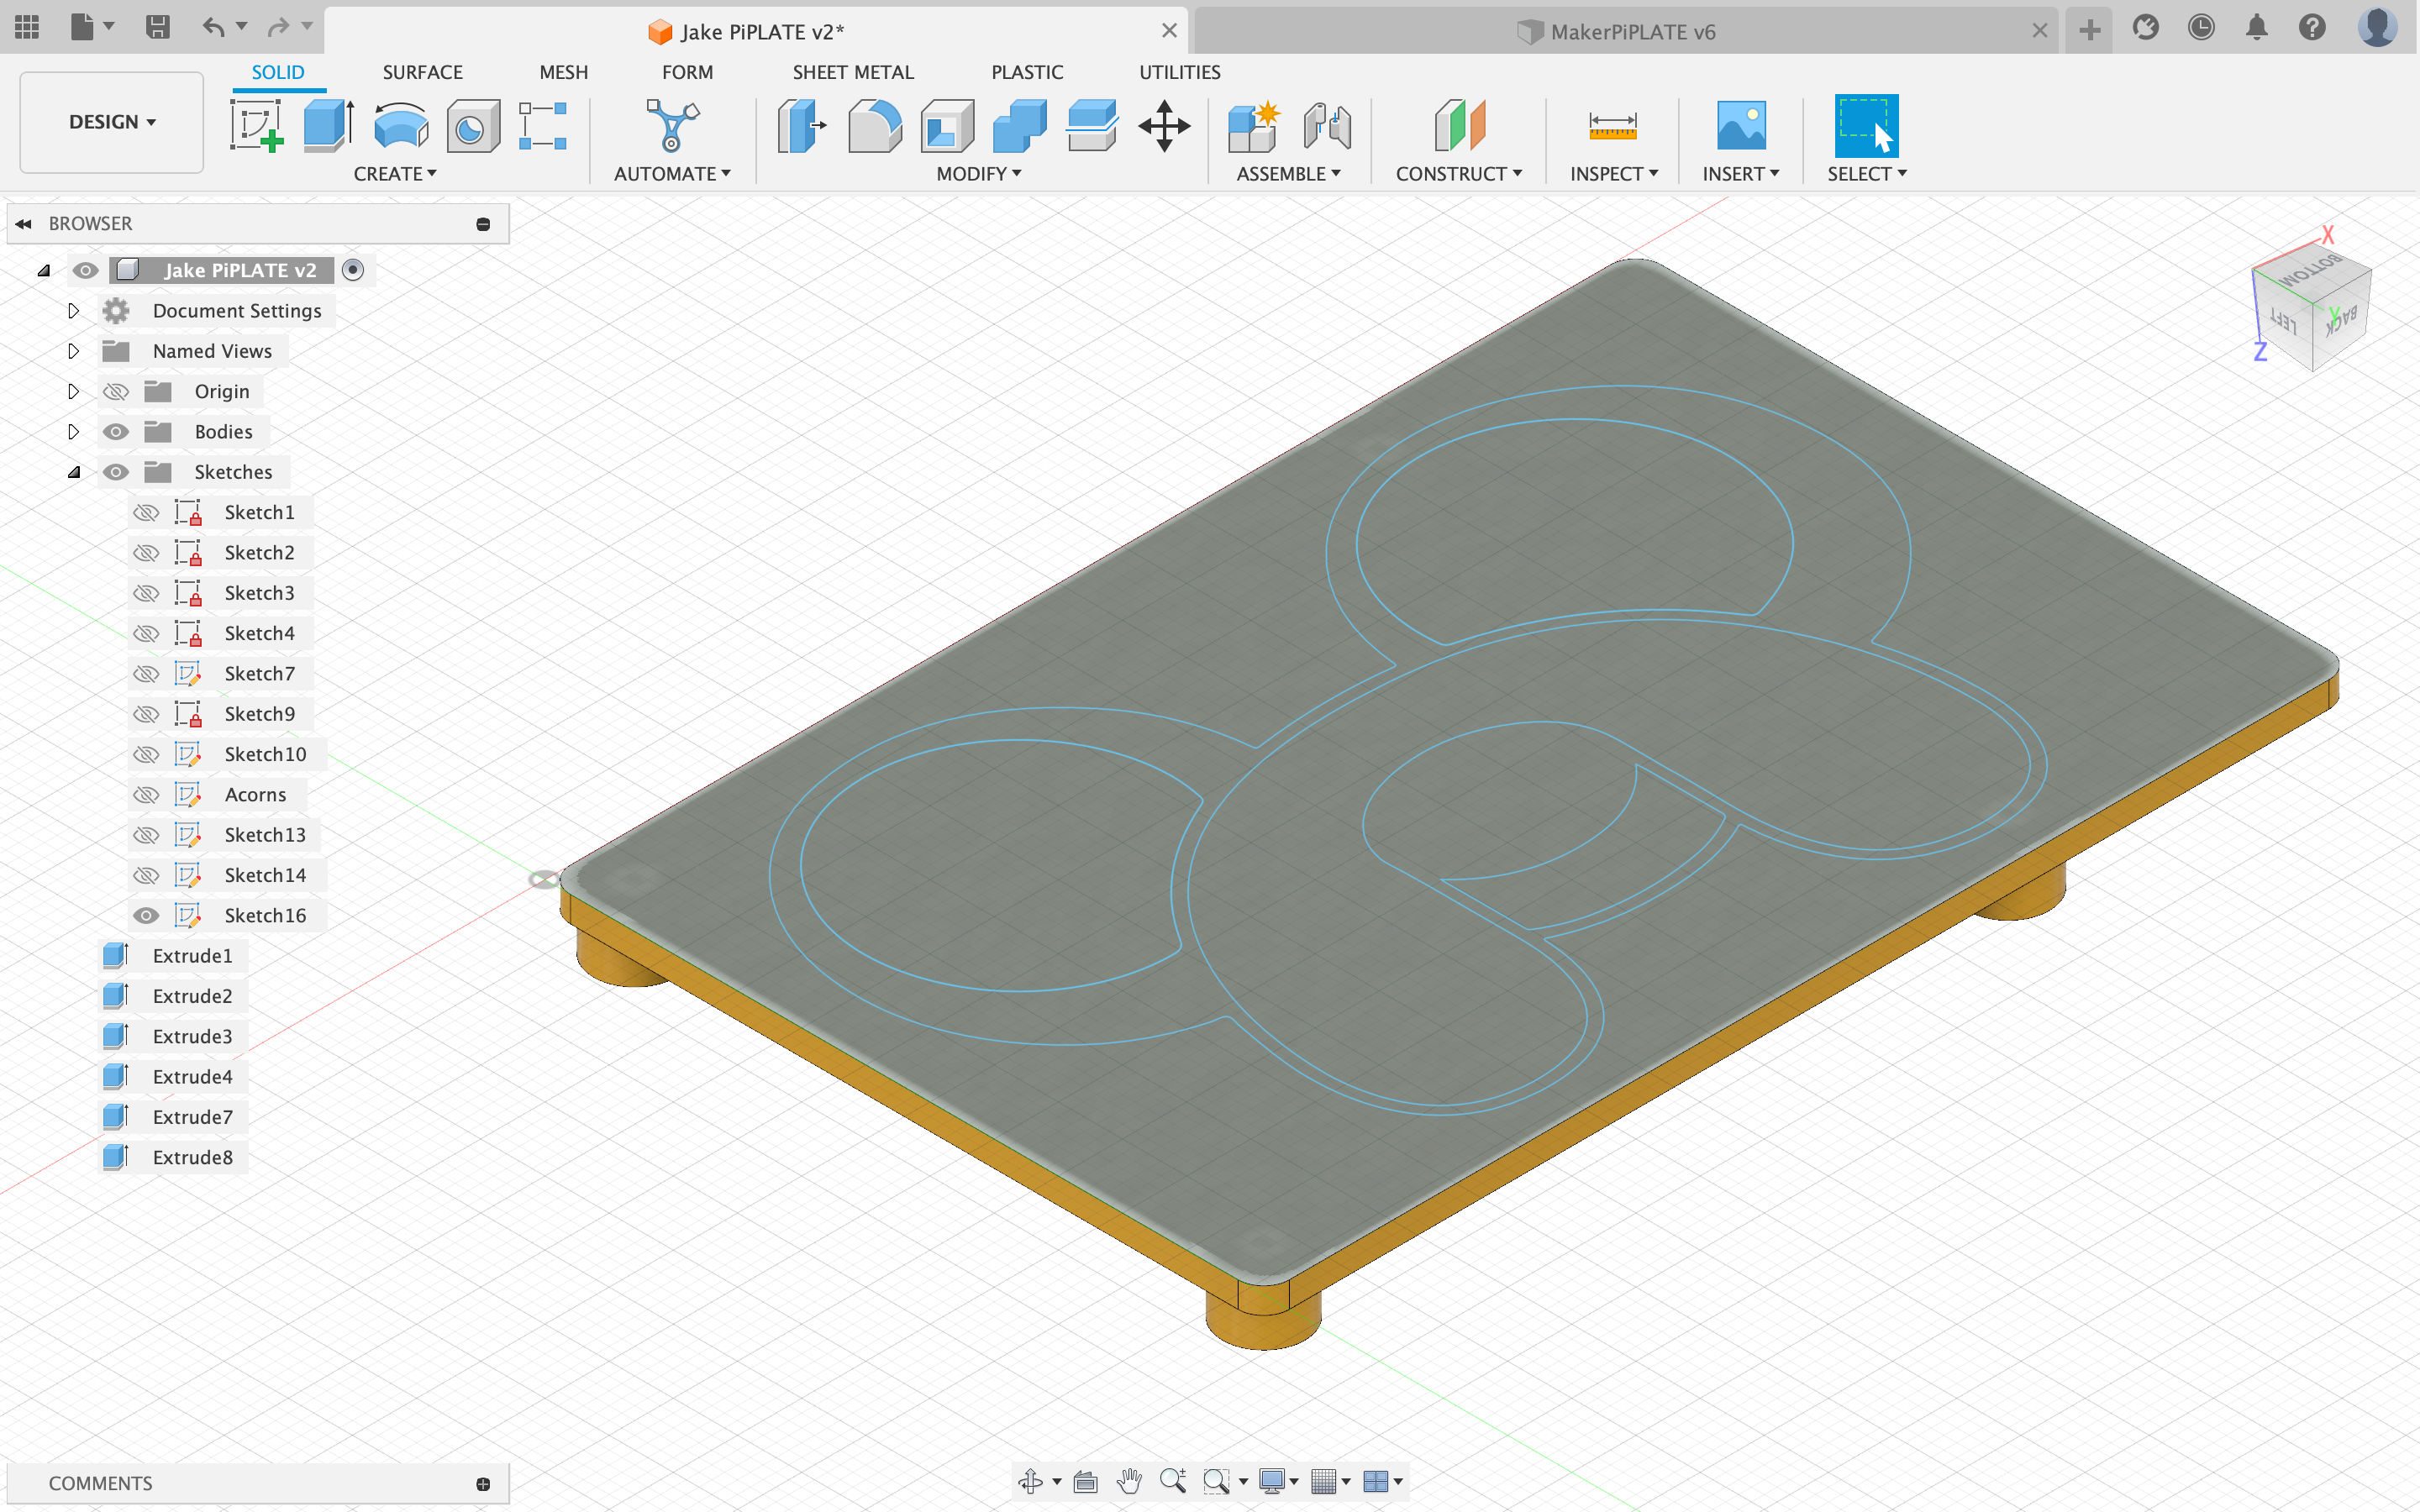 Jake PiPLATE v2*
MakerPiPLATE v6
SOLID
SURFACE
MESH
FORM
SHEET METAL
PLASTIC
UTILITIES
DESIGN
CREATE
AUTOMATE
MODIFY
ASSEMBLE
CONSTRUCT
INSPECT
INSERT
SELECT
BROWSER
Jake PiPLATE v2
Document Settings
Named Views
Origin
Bodies
Sketches
Sketch1
Sketch2
Sketch3
Sketch4
Sketch7
Sketch9
Sketch10
Acorns
Sketch13
Sketch14
Sketch16
Extrude1
Extrude2
Extrude3
Extrude4
Extrude7
Extrude8
X
BOTTOM
LEFT
Y
BACK
Z
COMMENTS